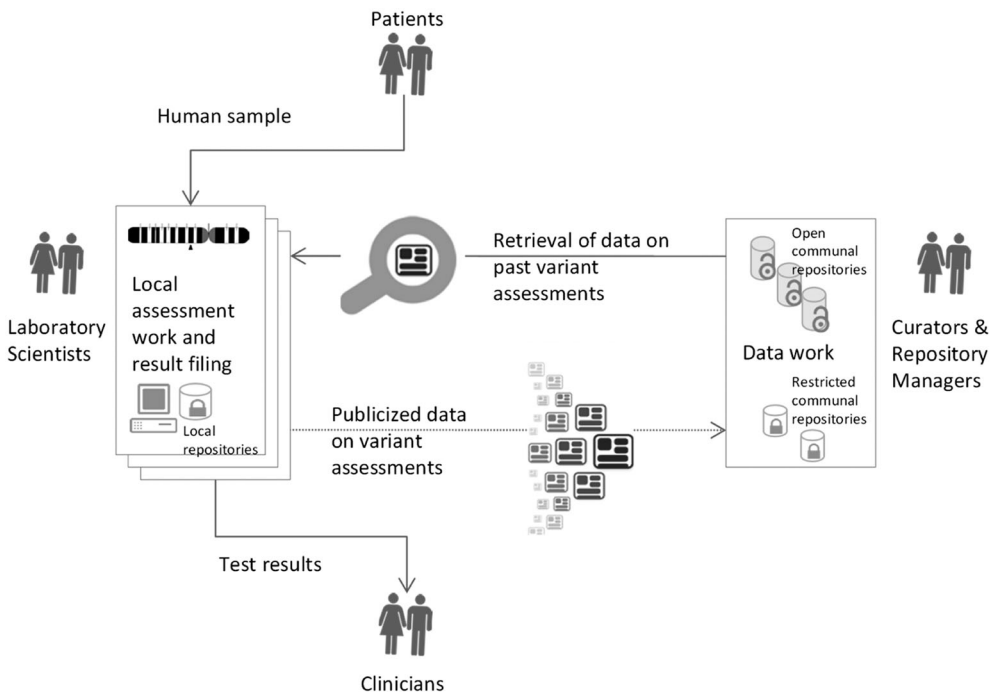 Patients
Human sample
Laboratory
Scientists
Local
assessment
work and
result filing
Local
repositories
Retrieval of data on
past variant
assessments
Publicized data
on variant
assessments
Open
communal
repositories
Data work
Restricted
communal
repositories
Curators &
Repository
Managers
Test results
Clinicians